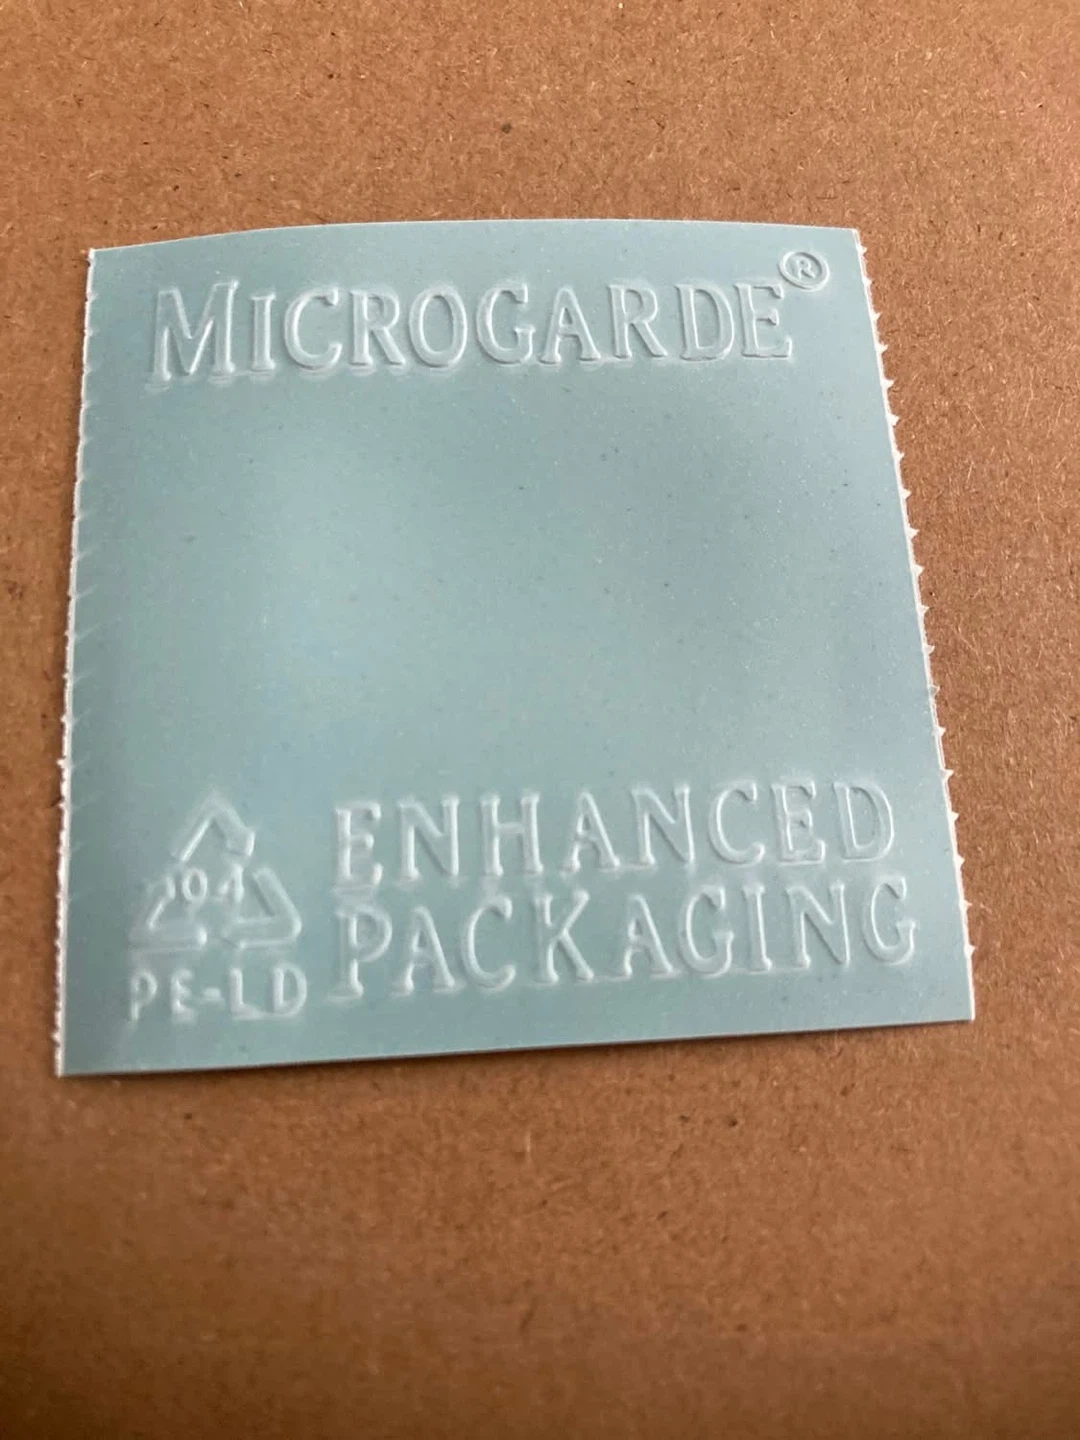 MICROGARDE®
ENHANCED
PACKAGING
04
PE-LD